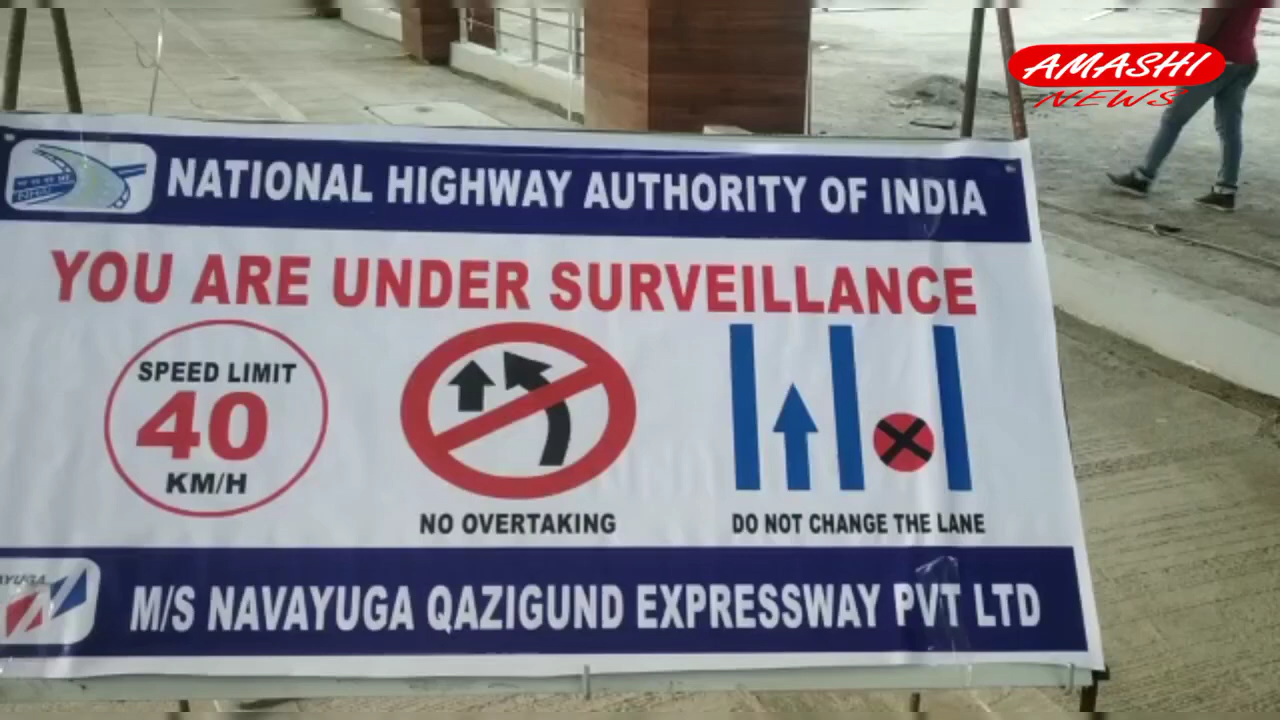 AMASHI
NEWS
NHAI
NATIONAL HIGHWAY AUTHORITY OF INDIA
YOU ARE UNDER SURVEILLANCE
SPEED LIMIT
40
KM/H
NO OVERTAKING
DO NOT CHANGE THE LANE
M/S NAVAYUGA QAZIGUND EXPRESSWAY PVT LTD